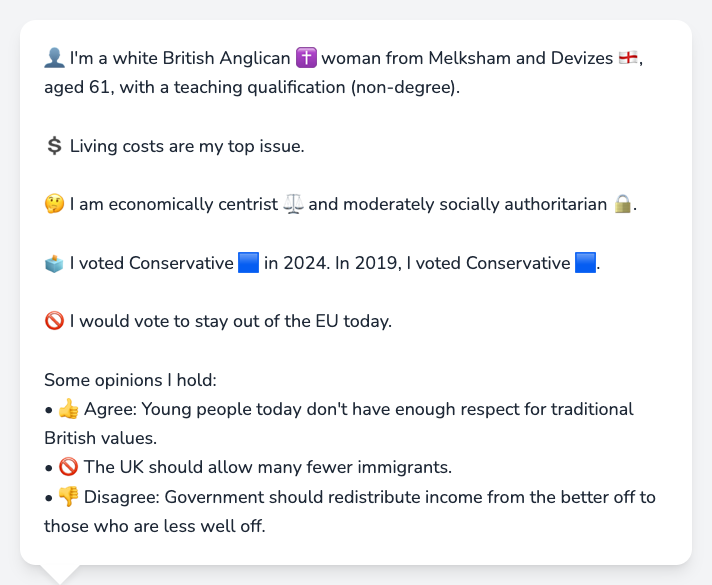 👤 I'm a white British Anglican ✝️ woman from Melksham and Devizes 🏴󠁧󠁢󠁥󠁮󠁧󠁿,
aged 61, with a teaching qualification (non-degree).
💲 Living costs are my top issue.
🤔 I am economically centrist ⚖️ and moderately socially authoritarian 🔒.
🗳️ I voted Conservative 🟦 in 2024. In 2019, I voted Conservative 🟦.
🚫 I would vote to stay out of the EU today.
Some opinions I hold:
• 👍 Agree: Young people today don't have enough respect for traditional
British values.
• 🚫 The UK should allow many fewer immigrants.
• 👎 Disagree: Government should redistribute income from the better off to
those who are less well off.